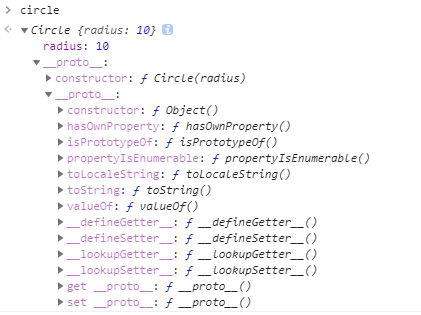 > circle
Circle {radius: 10} i
radius: 10
__proto__:
constructor: ƒ Circle(radius)
__proto__:
constructor: ƒ Object()
hasOwnProperty: ƒ hasOwnProperty()
isPrototypeOf: ƒ isPrototypeOf()
propertyIsEnumerable: ƒ propertyIsEnumerable()
toLocaleString: ƒ toLocaleString()
toString: ƒ toString()
valueOf: ƒ valueOf()
__defineGetter__: ƒ __defineGetter__()
__defineSetter__: ƒ __defineSetter__()
__lookupGetter__: ƒ __lookupGetter__()
__lookupSetter__: ƒ __lookupSetter__()
get __proto__: ƒ __proto__()
set __proto__: ƒ __proto__()